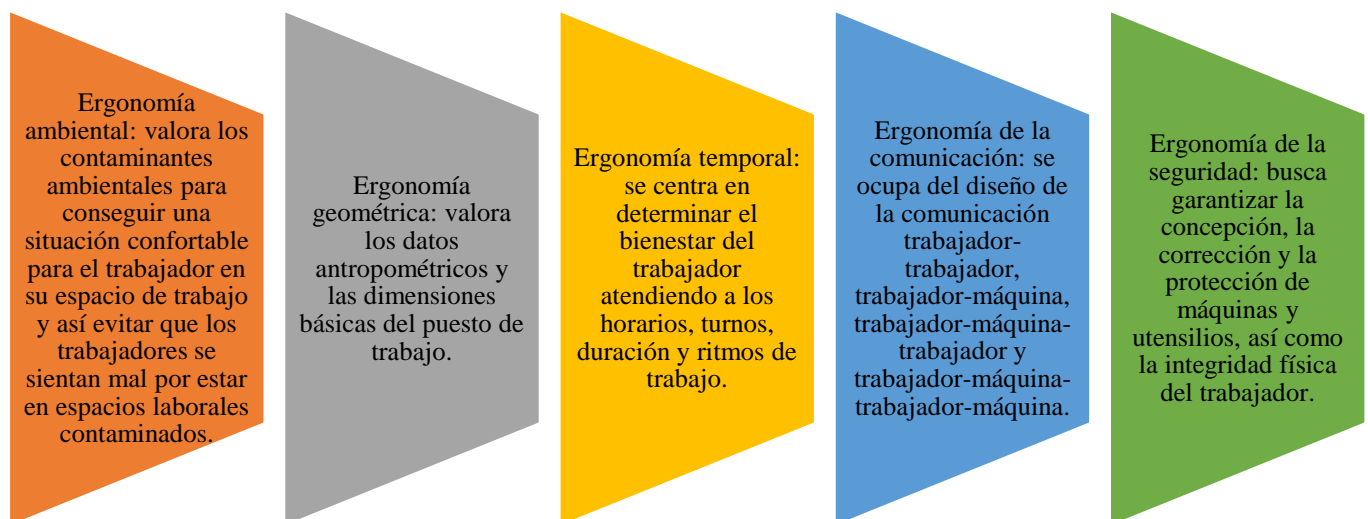 Ergonomía
ambiental: valora los
contaminantes
ambientales para
conseguir una
situación confortable
para el trabajador en
su espacio de trabajo
y así evitar que los
trabajadores se
sientan mal por estar
en espacios laborales
contaminados.
Ergonomía
geométrica: valora
los datos
antropométricos y
las dimensiones
básicas del puesto de
trabajo.
Ergonomía temporal:
se centra en
determinar el
bienestar del
trabajador
atendiendo a los
horarios, turnos,
duración y ritmos de
trabajo.
Ergonomía de la
comunicación: se
ocupa del diseño de
la comunicación
trabajador-
trabajador,
trabajador-máquina,
trabajador-máquina-
trabajador y
trabajador-máquina-
trabajador-máquina.
Ergonomía de la
seguridad: busca
garantizar la
concepción, la
corrección y la
protección de
máquinas y
utensilios, así como
la integridad física
del trabajador.